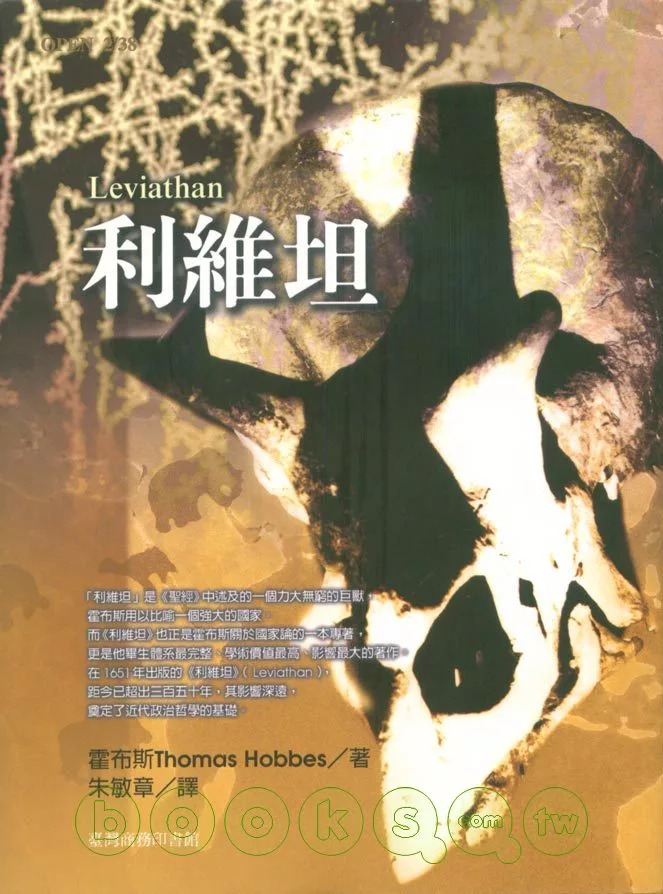 OPEN 2/38
Leviathan
利維坦
「利維坦」是《聖經》中述及的一個力大無窮的巨獸，
霍布斯用以比喻一個強大的國家。
而《利維坦》也正是霍布斯關於國家論的一本專著，
更是他畢生體系最完整、學術價值最高、影響最大的著作。
在1651年出版的《利維坦》（Leviathan），
距今已超出三百五十年，其影響深遠，
奠定了近代政治哲學的基礎。
霍布斯Thomas Hobbes／著
朱敏章／譯
臺灣商務印書館
books.com.tw